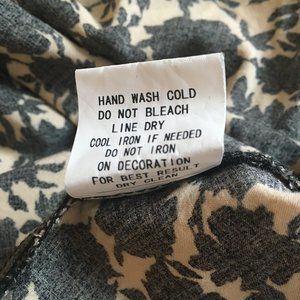 HAND WASH COLD
DO NOT BLEACH
LINE DRY
COOL IRON IF NEEDED
DO NOT IRON
ON DECORATION
FOR BEST RESULT
DRY CLEAN